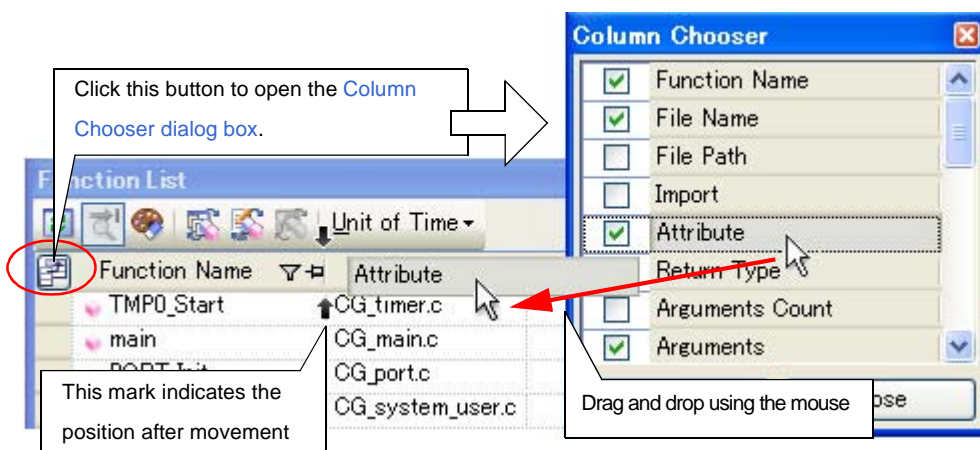 Column Chooser
Function Name
File Name
File Path
Import
Attribute
Return Type
Arguments Count
Arguments
Click this button to open the Column
Chooser dialog box.
Function List
Unit of Time
Function Name
Attribute
TMP0_Start
CG_timer.c
main
CG_main.c
CG_port.c
CG_system_user.c
This mark indicates the
position after movement
Drag and drop using the mouse